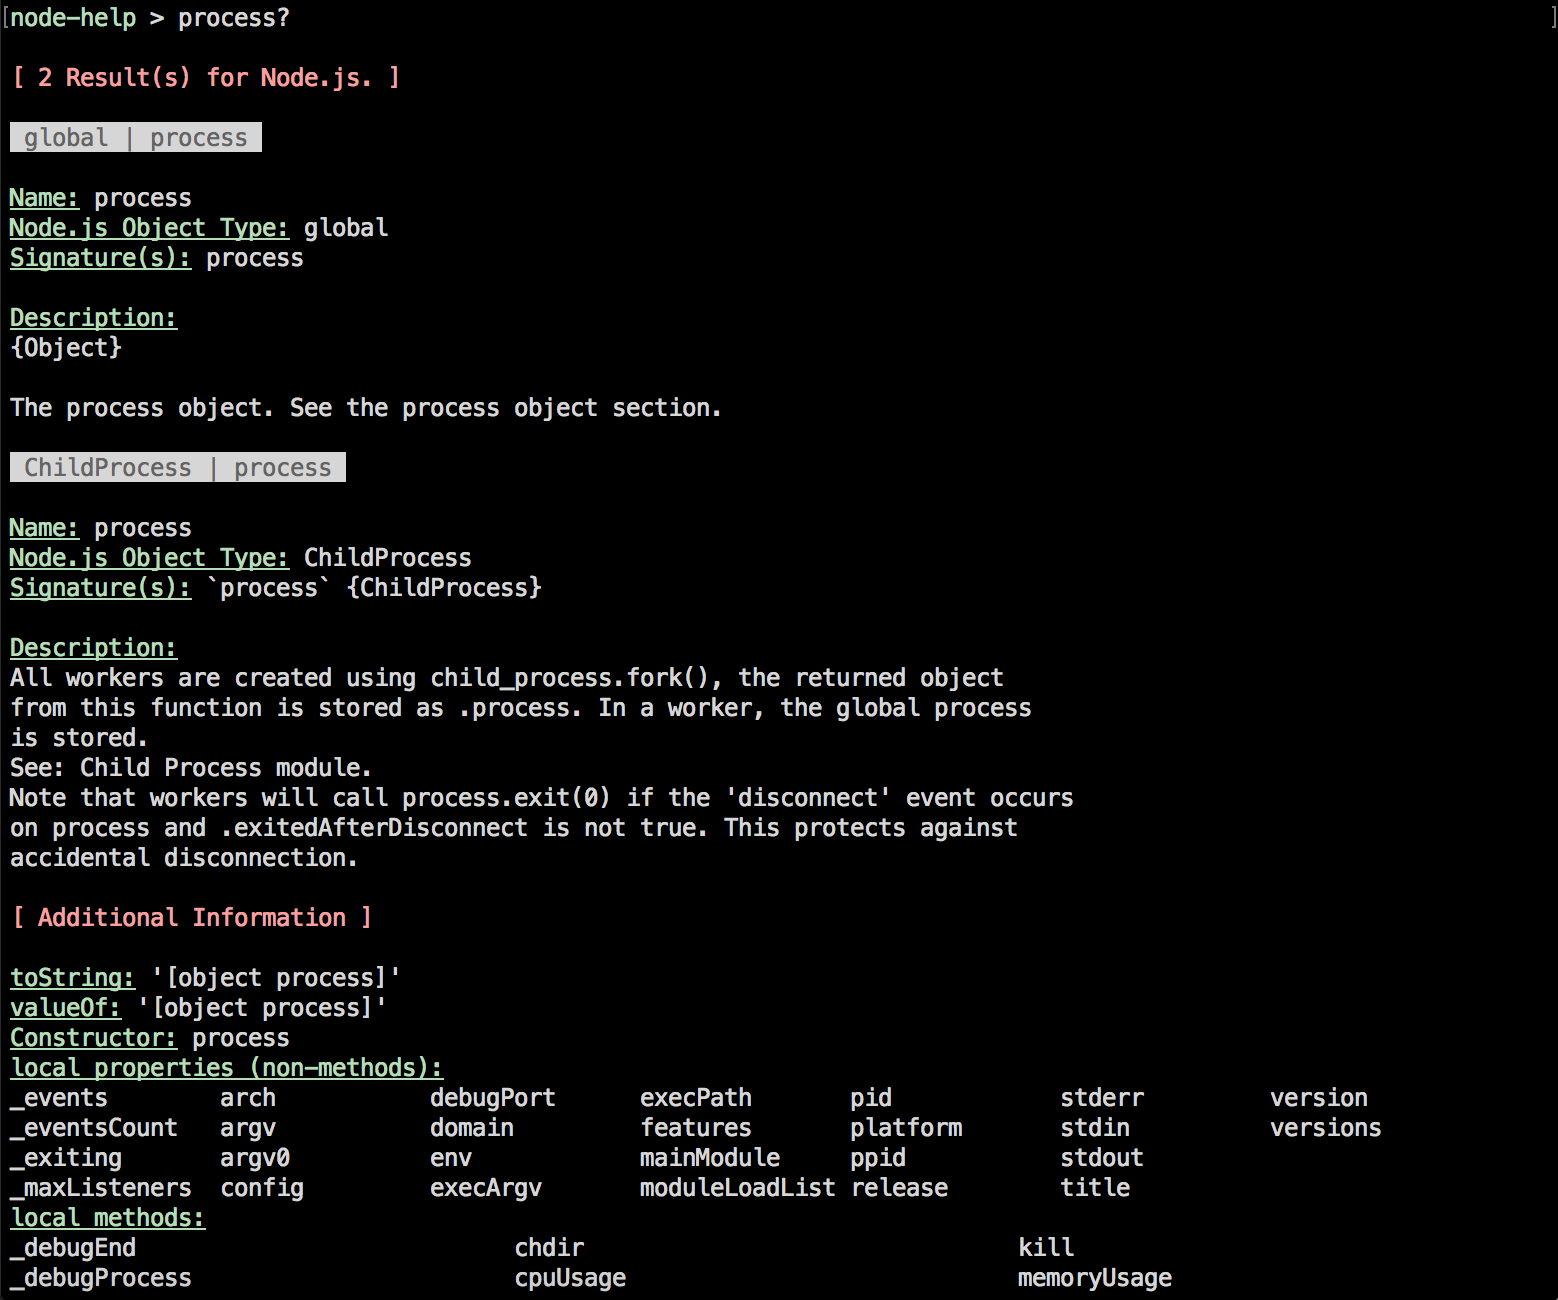 [node-help > process? ]
[ 2 Result(s) for Node.js. ]
global | process
Name: process
Node.js Object Type: global
Signature(s): process
Description:
{Object}
The process object. See the process object section.
ChildProcess | process
Name: process
Node.js Object Type: ChildProcess
Signature(s): `process` {ChildProcess}
Description:
All workers are created using child_process.fork(), the returned object
from this function is stored as .process. In a worker, the global process
is stored.
See: Child Process module.
Note that workers will call process.exit(0) if the 'disconnect' event occurs
on process and .exitedAfterDisconnect is not true. This protects against
accidental disconnection.
[ Additional Information ]
toString: '[object process]'
valueOf: '[object process]'
Constructor: process
local properties (non-methods):
_events arch debugPort execPath pid stderr version
_eventsCount argv domain features platform stdin versions
_exiting argv0 env mainModule ppid stdout
_maxListeners config execArgv moduleLoadList release title
local methods:
_debugEnd chdir kill
_debugProcess cpuUsage memoryUsage